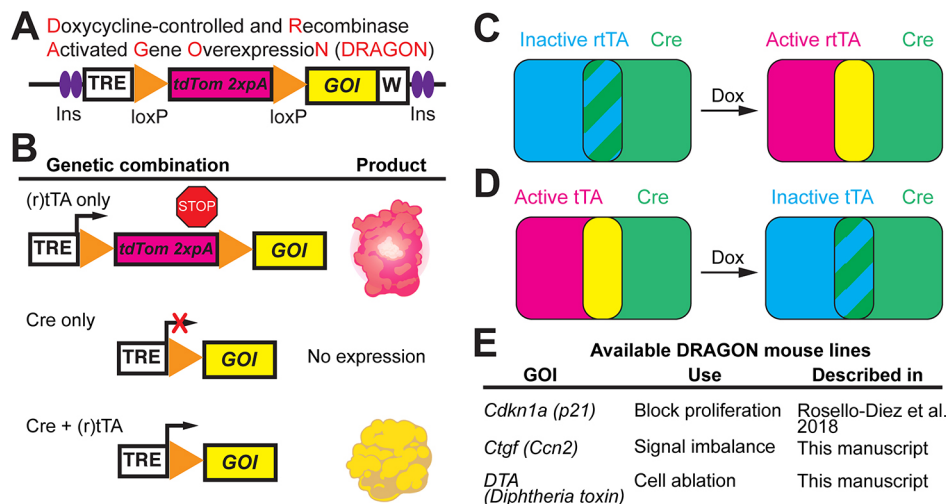 A
Doxycycline-controlled and Recombinase
Activated Gene OverexpressioN (DRAGON)
TRE tdTom 2xpA GOI W
Ins loxP loxP Ins
B
Genetic combination Product
(r)tTA only
STOP
TRE tdTom 2xpA GOI
Cre only
TRE GOI No expression
Cre + (r)tTA
TRE GOI
C
Inactive rtTA Cre Active rtTA Cre
Dox
D
Active tTA Cre Inactive tTA Cre
Dox
E
Available DRAGON mouse lines
GOI Use Described in
Cdkn1a (p21) Block proliferation Rosello-Diez et al.
2018
Ctgf (Ccn2) Signal imbalance This manuscript
DTA Cell ablation This manuscript
(Diphtheria toxin)